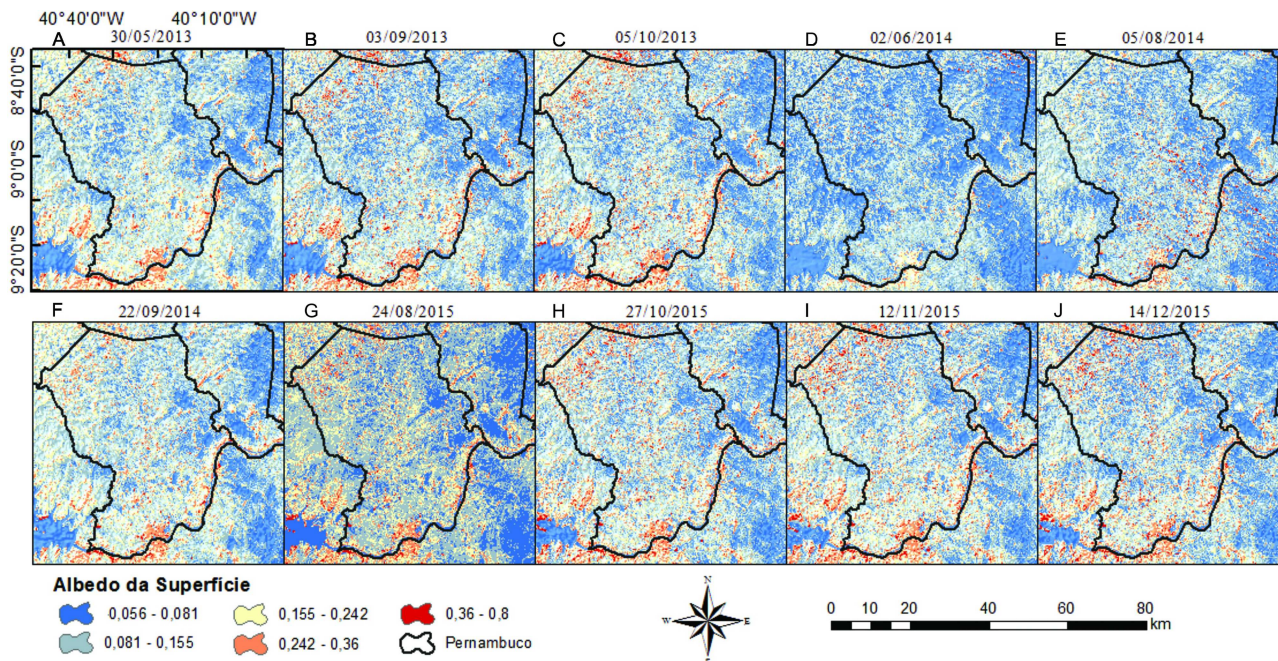 40°40'0"W 40°10'0"W
A 30/05/2013 B 03/09/2013 C 05/10/2013 D 02/06/2014 E 05/08/2014
8°40'0"S
9°0'0"S
9°20'0"S
F 22/09/2014 G 24/08/2015 H 27/10/2015 I 12/11/2015 J 14/12/2015
Albedo da Superfície
0,056 - 0,081 0,155 - 0,242 0,36 - 0,8
0,081 - 0,155 0,242 - 0,36 Pernambuco
N
W E
0 5 10 20 40 60 80
km